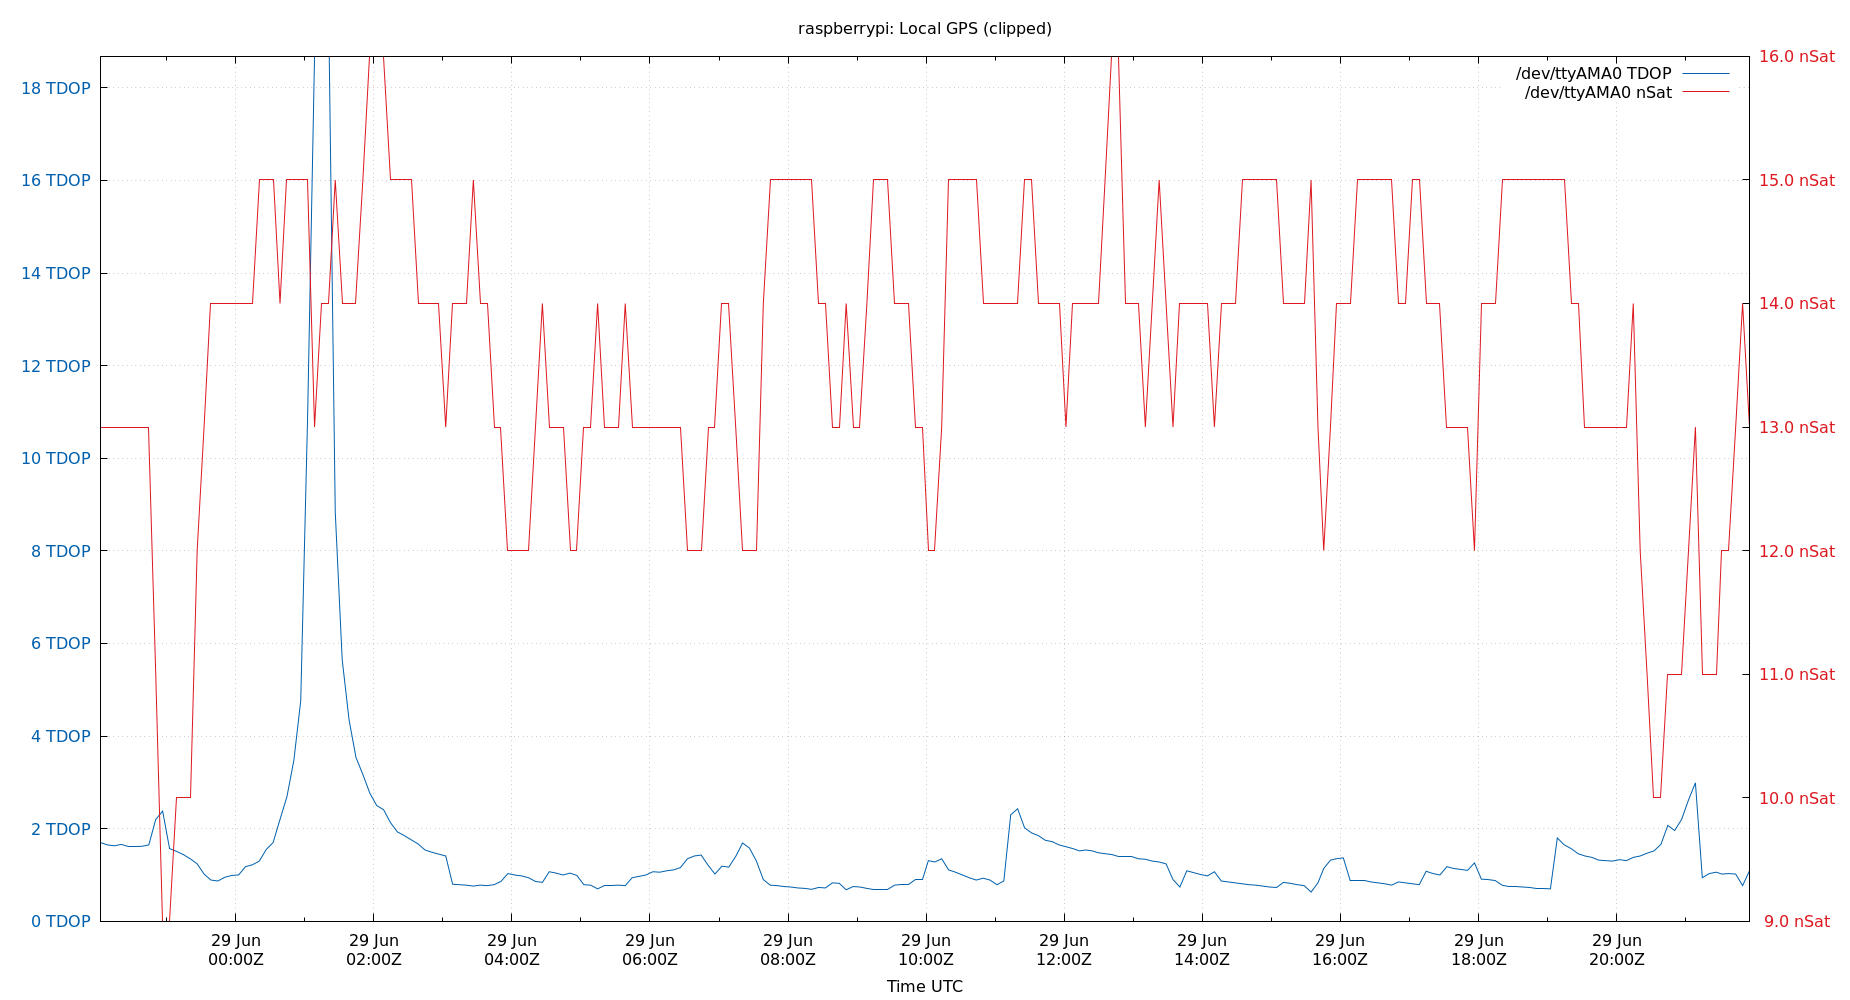 raspberrypi: Local GPS (clipped)
/dev/ttyAMA0 TDOP
/dev/ttyAMA0 nSat
18 TDOP
16 TDOP
14 TDOP
12 TDOP
10 TDOP
8 TDOP
6 TDOP
4 TDOP
2 TDOP
0 TDOP
16.0 nSat
15.0 nSat
14.0 nSat
13.0 nSat
12.0 nSat
11.0 nSat
10.0 nSat
9.0 nSat
29 Jun
00:00Z
29 Jun
02:00Z
29 Jun
04:00Z
29 Jun
06:00Z
29 Jun
08:00Z
29 Jun
10:00Z
29 Jun
12:00Z
29 Jun
14:00Z
29 Jun
16:00Z
29 Jun
18:00Z
29 Jun
20:00Z
Time UTC